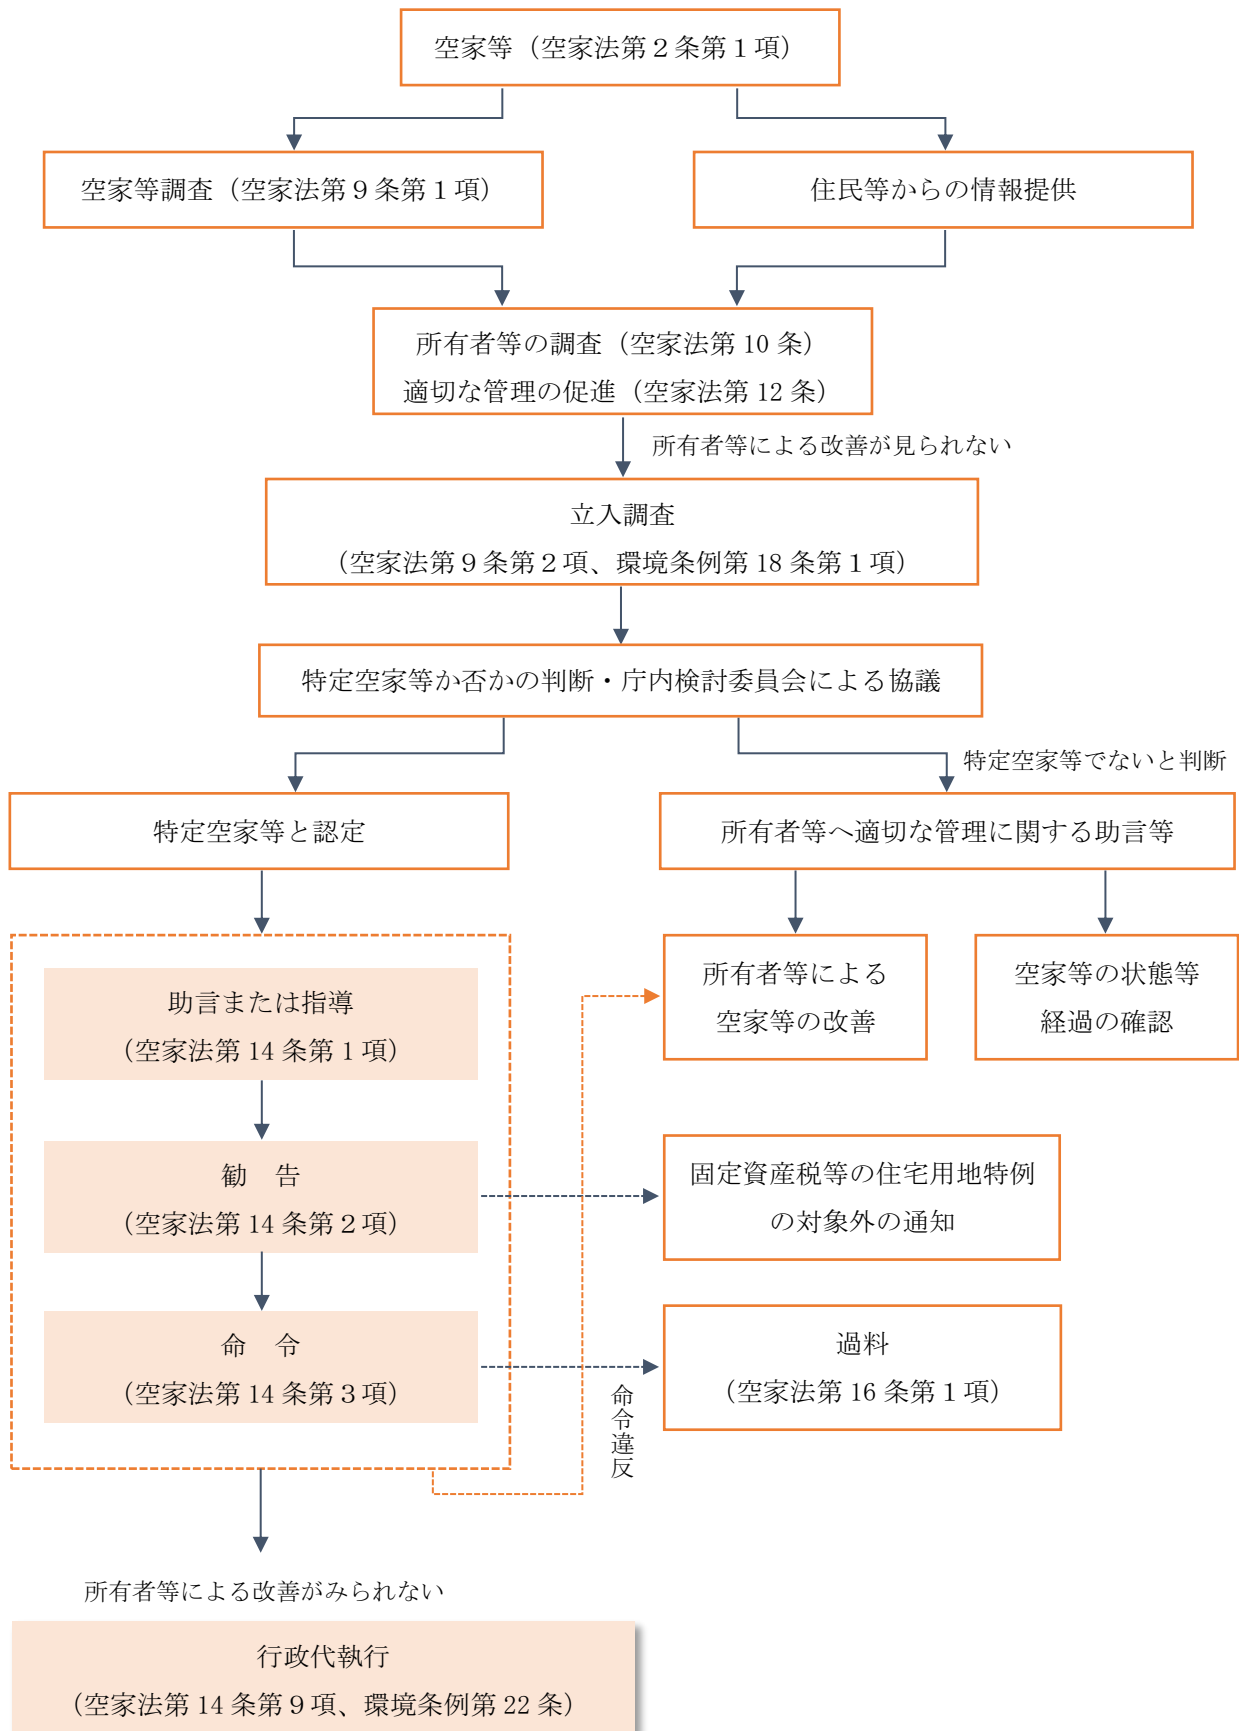 空家等（空家法第２条第１項）
空家等調査（空家法第９条第１項）
住民等からの情報提供
所有者等の調査（空家法第 10 条）
適切な管理の促進（空家法第 12 条）
所有者等による改善が見られない
立入調査
（空家法第９条第２項、環境条例第 18 条第１項）
特定空家等か否かの判断・庁内検討委員会による協議
特定空家等でないと判断
特定空家等と認定
所有者等へ適切な管理に関する助言等
助言または指導
（空家法第 14 条第１項）
所有者等による
空家等の改善
空家等の状態等
経過の確認
勧　告
（空家法第 14 条第２項）
固定資産税等の住宅用地特例
の対象外の通知
命　令
（空家法第 14 条第３項）
過料
（空家法第 16 条第１項）
命令違反
所有者等による改善がみられない
行政代執行
（空家法第 14 条第９項、環境条例第 22 条）